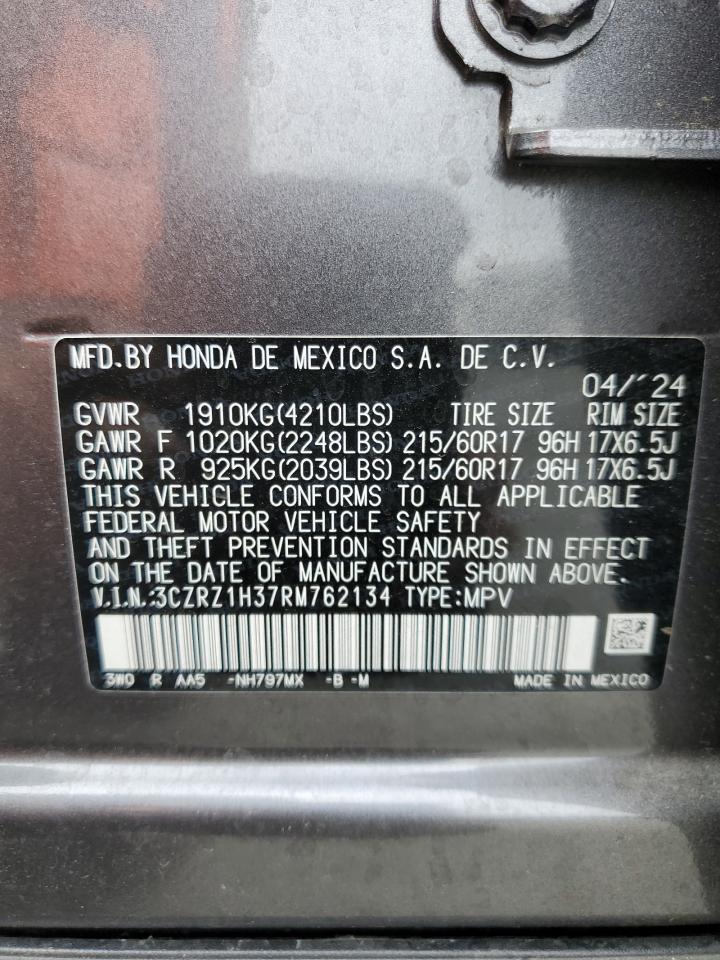 MFD.BY HONDA DE MEXICO S.A. DE C.V.
04/'24
GVWR 1910KG(4210LBS) TIRE SIZE RIM SIZE
GAWR F 1020KG(2248LBS) 215/60R17 96H 17X6.5J
GAWR R 925KG(2039LBS) 215/60R17 96H 17X6.5J
THIS VEHICLE CONFORMS TO ALL APPLICABLE
FEDERAL MOTOR VEHICLE SAFETY
AND THEFT PREVENTION STANDARDS IN EFFECT
ON THE DATE OF MANUFACTURE SHOWN ABOVE.
V.I.N.:3CZRZ1H37RM762134 TYPE:MPV
3W0 R AA5 -NH797MX -B -M MADE IN MEXICO